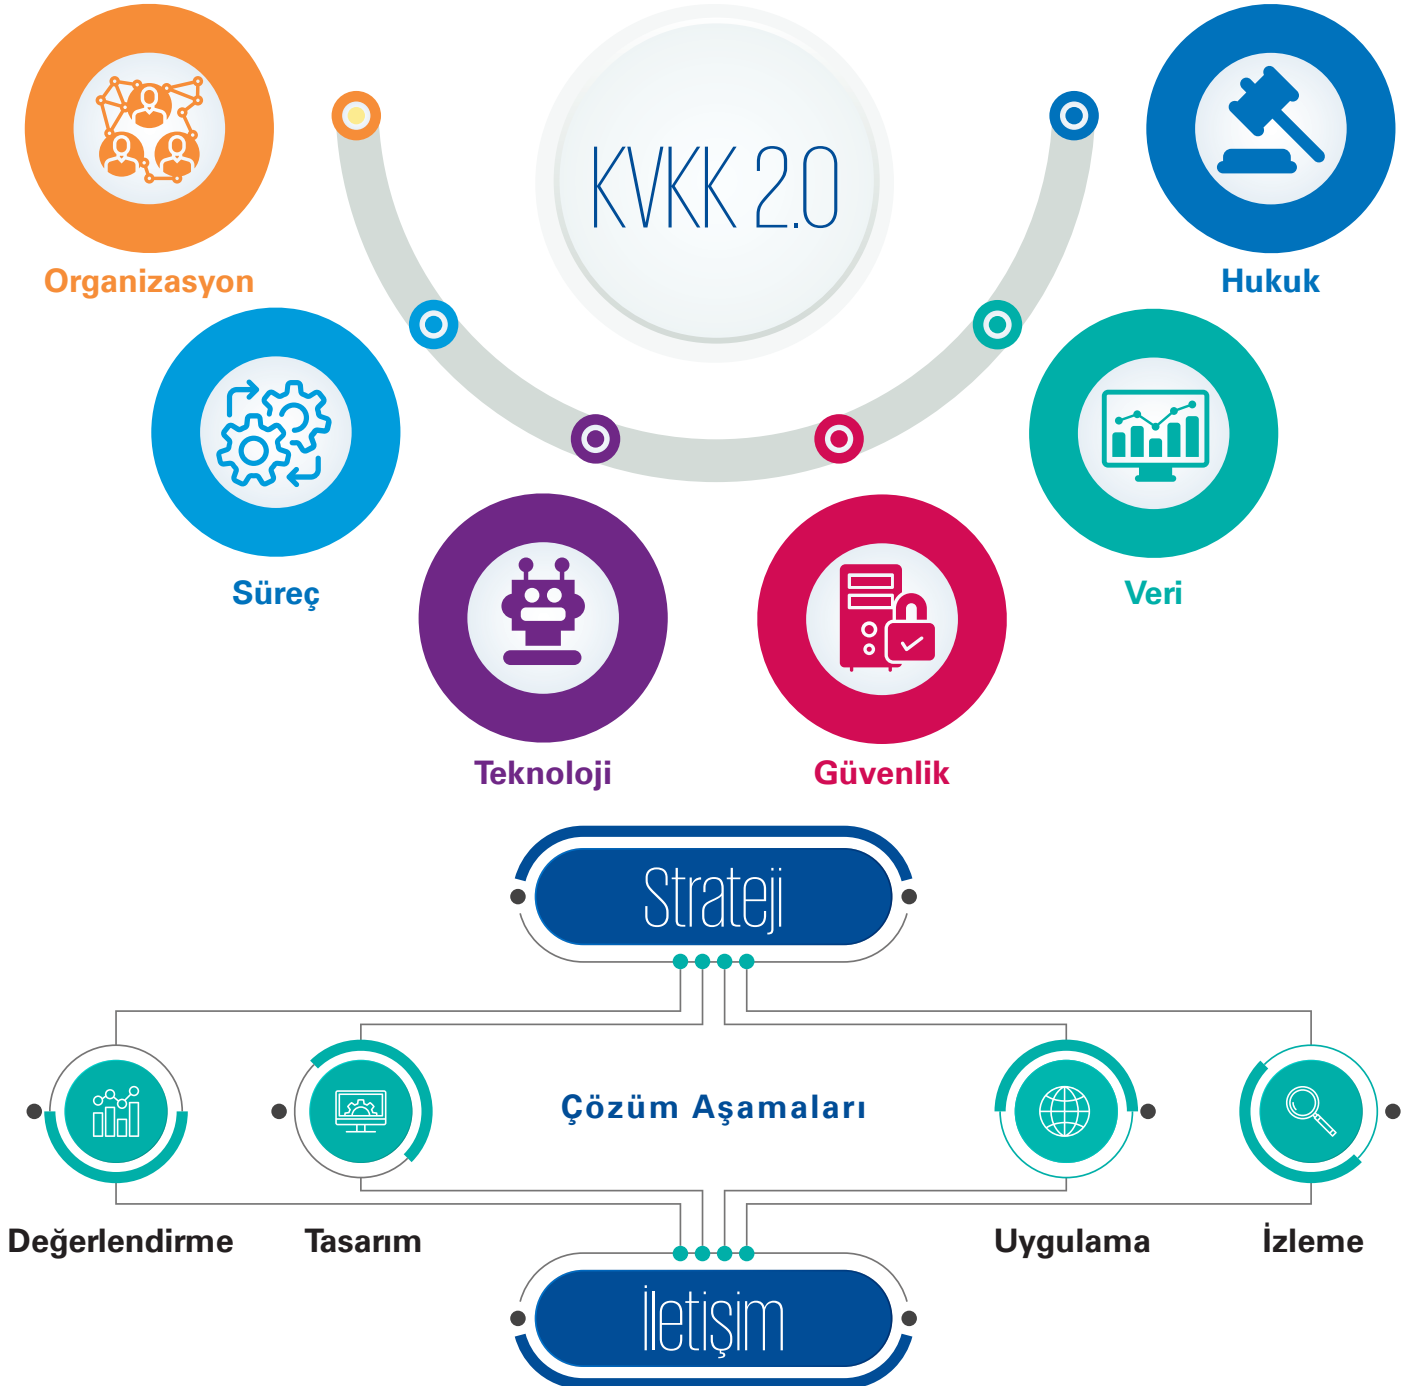 KVKK 2.0
Organizasyon
Hukuk
Süreç
Veri
Teknoloji
Güvenlik
Strateji
Çözüm Aşamaları
Değerlendirme
Tasarım
Uygulama
İzleme
İletişim